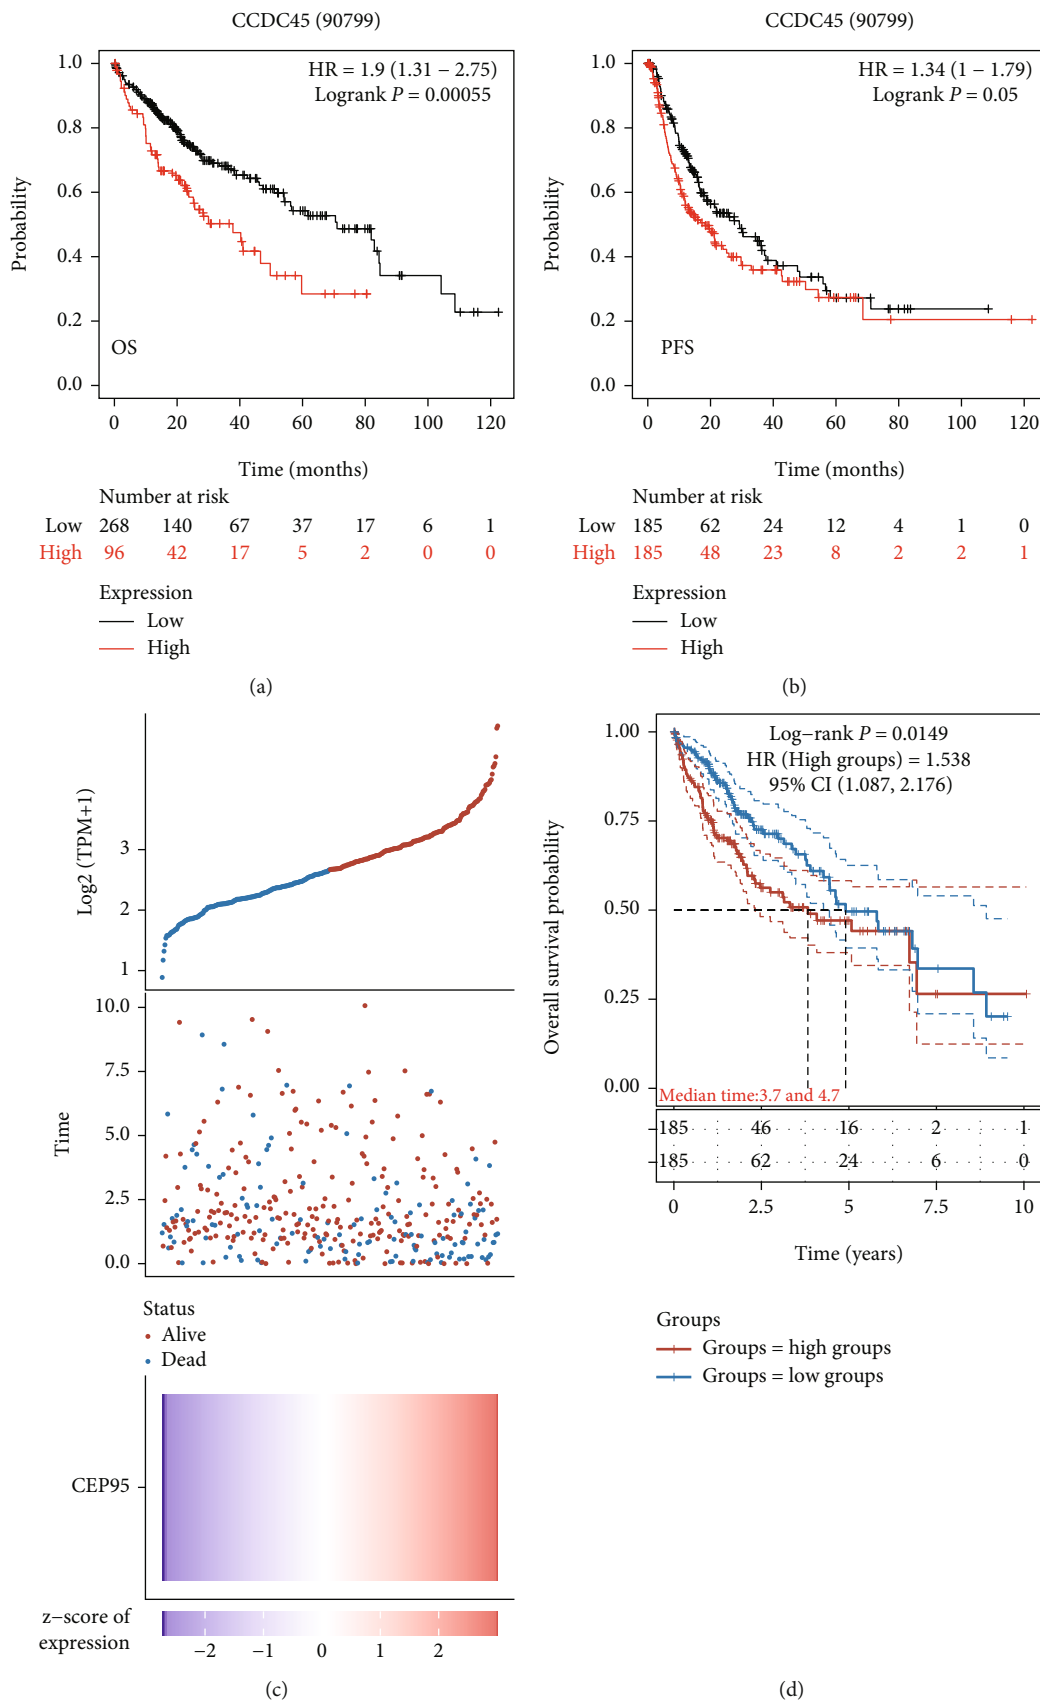 CCDC45 (90799)
HR = 1.9 (1.31 − 2.75)
Logrank P = 0.00055
1.0
0.8
0.6
0.4
0.2
0.0
Probability
OS
0 20 40 60 80 100 120
Time (months)
Number at risk
Low 268 140 67 37 17 6 1
High 96 42 17 5 2 0 0
Expression
Low
High
(a)
CCDC45 (90799)
HR = 1.34 (1 − 1.79)
Logrank P = 0.05
1.0
0.8
0.6
0.4
0.2
0.0
Probability
PFS
0 20 40 60 80 100 120
Time (months)
Number at risk
Low 185 62 24 12 4 1 0
High 185 48 23 8 2 2 1
Expression
Low
High
(b)
Log2 (TPM+1)
3
2
1
Time
10.0
7.5
5.0
2.5
0.0
Status
Alive
Dead
CEP95
z−score of
expression
−2 −1 0 1 2
(c)
Log−rank P = 0.0149
HR (High groups) = 1.538
95% CI (1.087, 2.176)
1.00
0.75
0.50
0.25
0.00
Overall survival probability
Median time:3.7 and 4.7
185 46 16 2 1
185 62 24 6 0
0 2.5 5 7.5 10
Time (years)
Groups
Groups = high groups
Groups = low groups
(d)